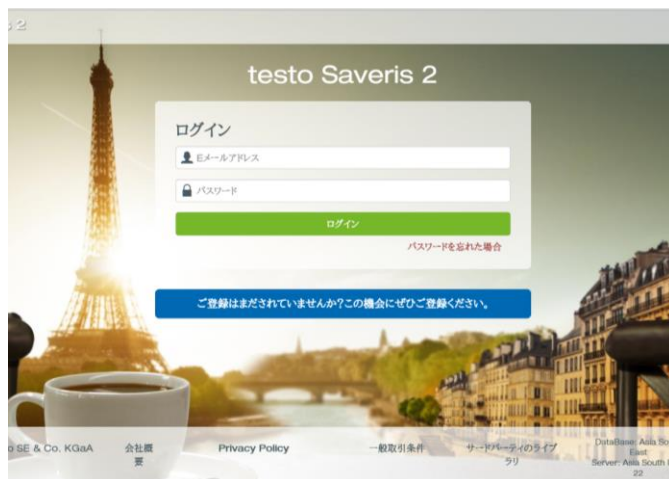 s 2
testo Saveris 2
ログイン
Eメールアドレス
パスワード
ログイン
パスワードを忘れた場合
ご登録はまだされていませんか?この機会にぜひご登録ください。
o SE & Co. KGaA
会社概
要
Privacy Policy
一般取引条件
サードパーティのライブ
ラリ
DataBase: Asia So
East
Server: Asia South
22